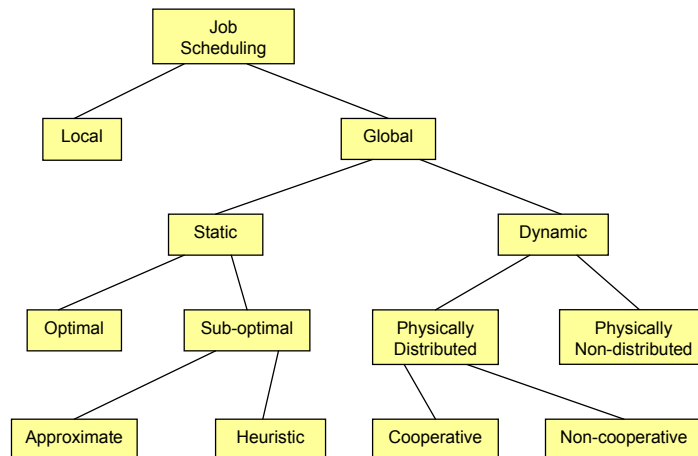 Job
Scheduling
Local
Global
Static
Dynamic
Optimal
Sub-optimal
Physically
Distributed
Physically
Non-distributed
Approximate
Heuristic
Cooperative
Non-cooperative